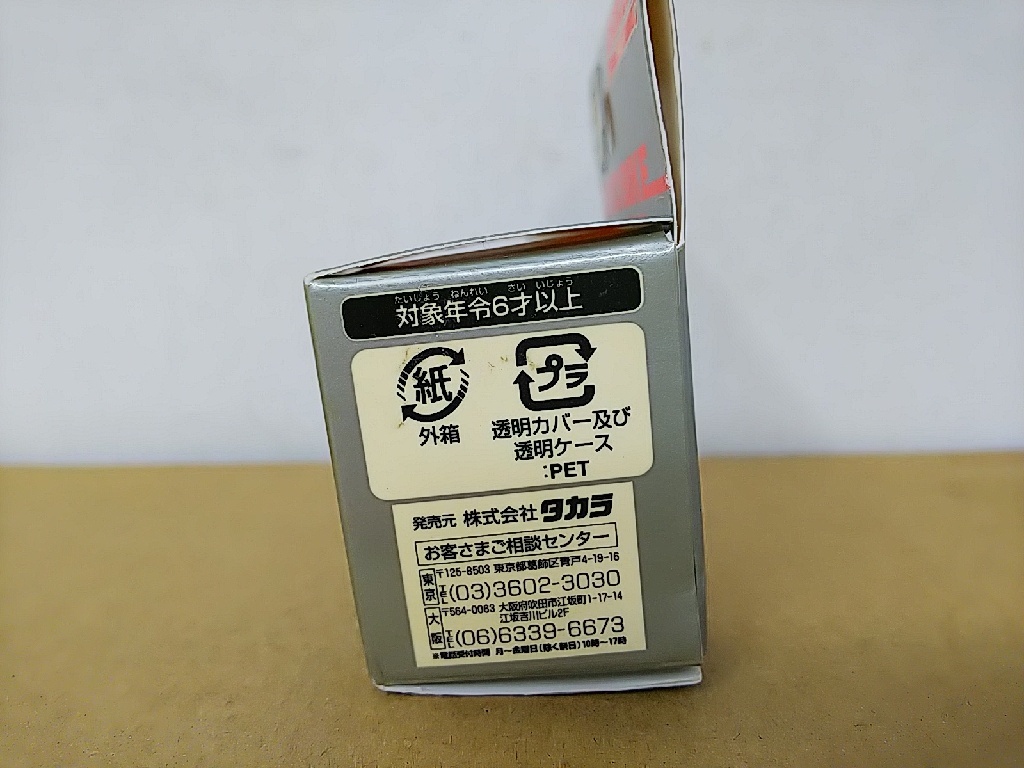 たいしょう ねんれい さい いじょう
対象年令6才以上
紙
プラ
外箱
透明カバー及び
透明ケース
:PET
発売元 株式会社タカラ
お客さまご相談センター
東京
〒125-8503 東京都葛飾区青戸4-19-16
TEL(03)3602-3030
大阪
〒564-0063 大阪府吹田市江坂町1-17-14
江坂吉川ビル2F
TEL(06)6339-6673
※電話受付時間 月〜金曜日(除く祭日)10時〜17時